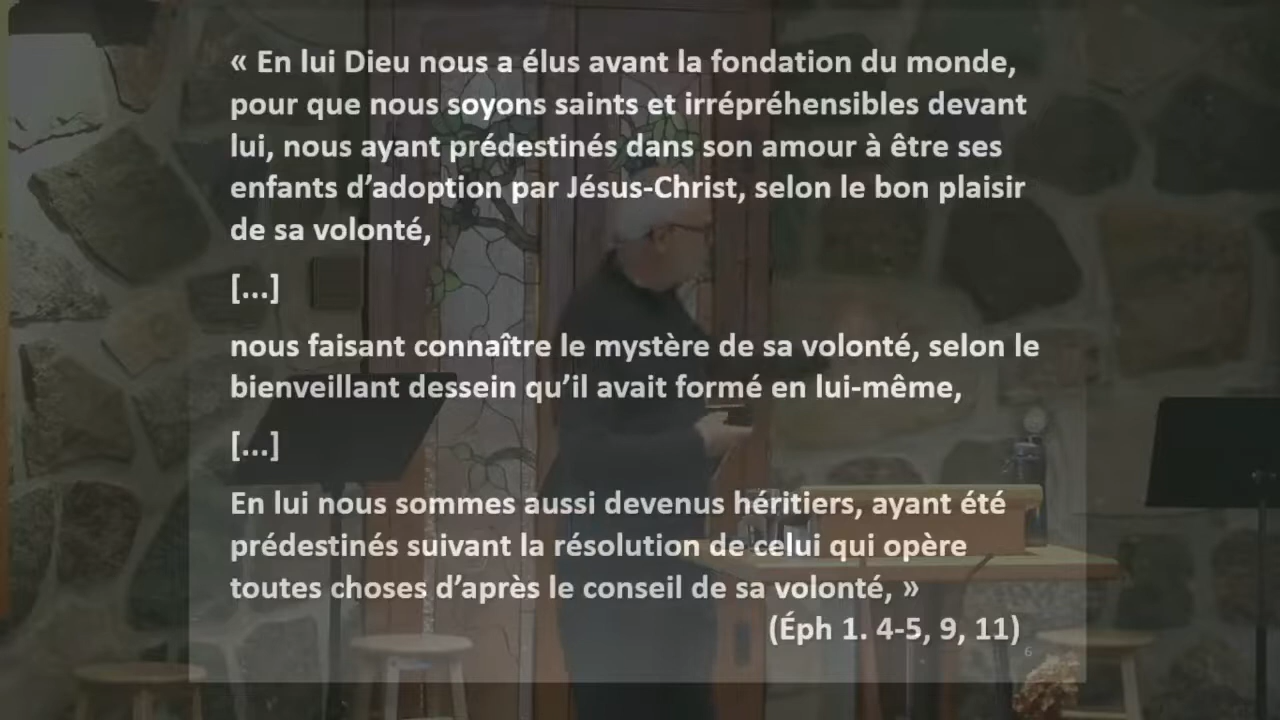 « En lui Dieu nous a élus avant la fondation du monde,
pour que nous soyons saints et irrépréhensibles devant
lui, nous ayant prédestinés dans son amour à être ses
enfants d’adoption par Jésus-Christ, selon le bon plaisir
de sa volonté,
[...]
nous faisant connaître le mystère de sa volonté, selon le
bienveillant dessein qu’il avait formé en lui-même,
[...]
En lui nous sommes aussi devenus héritiers, ayant été
prédestinés suivant la résolution de celui qui opère
toutes choses d’après le conseil de sa volonté, »
(Éph 1. 4-5, 9, 11)
6